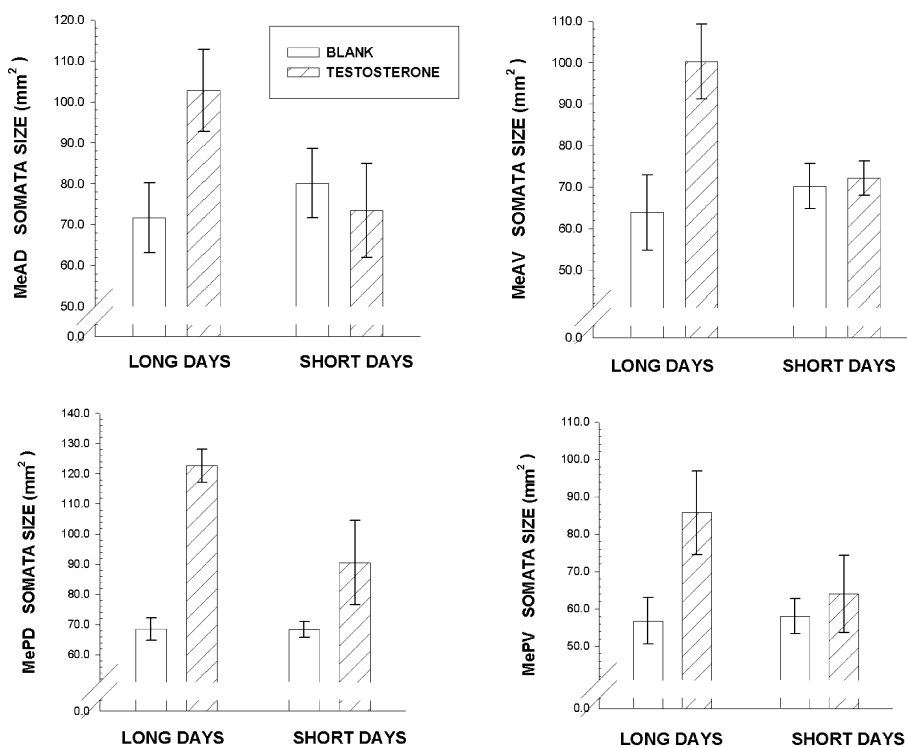 MeAD SOMATA SIZE (mm²)
120.0
110.0
100.0
90.0
80.0
70.0
60.0
50.0
0.0
LONG DAYS
SHORT DAYS
BLANK
TESTOSTERONE
MeAV SOMATA SIZE (mm²)
110.0
100.0
90.0
80.0
70.0
60.0
50.0
0.0
LONG DAYS
SHORT DAYS
MePD SOMATA SIZE (mm²)
140.0
130.0
120.0
110.0
100.0
90.0
80.0
70.0
60.0
0.0
LONG DAYS
SHORT DAYS
MePV SOMATA SIZE (mm²)
110.0
100.0
90.0
80.0
70.0
60.0
50.0
0.0
LONG DAYS
SHORT DAYS